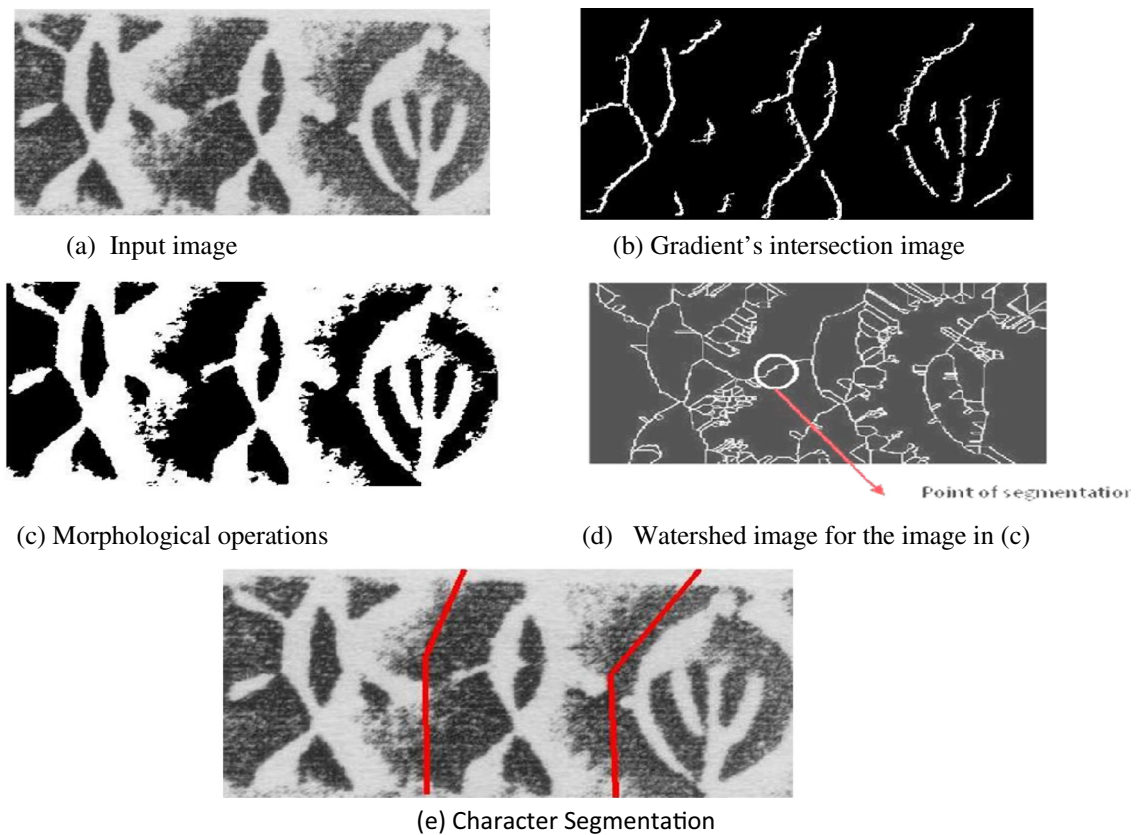 (a) Input image
(b) Gradient’s intersection image
(c) Morphological operations
Point of segmentation
(d) Watershed image for the image in (c)
(e) Character Segmentation